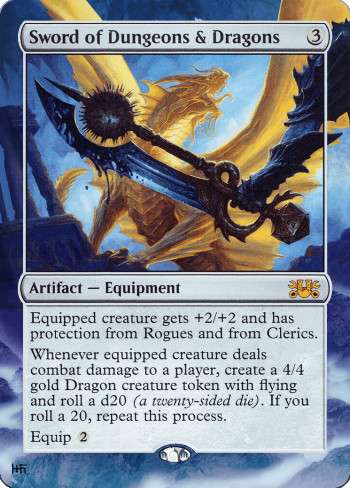 Sword of Dungeons & Dragons 3
Artifact — Equipment
Equipped creature gets +2/+2 and has
protection from Rogues and from Clerics.
Whenever equipped creature deals
combat damage to a player, create a 4/4
gold Dragon creature token with flying
and roll a d20 (a twenty-sided die). If you
roll a 20, repeat this process.
Equip 2